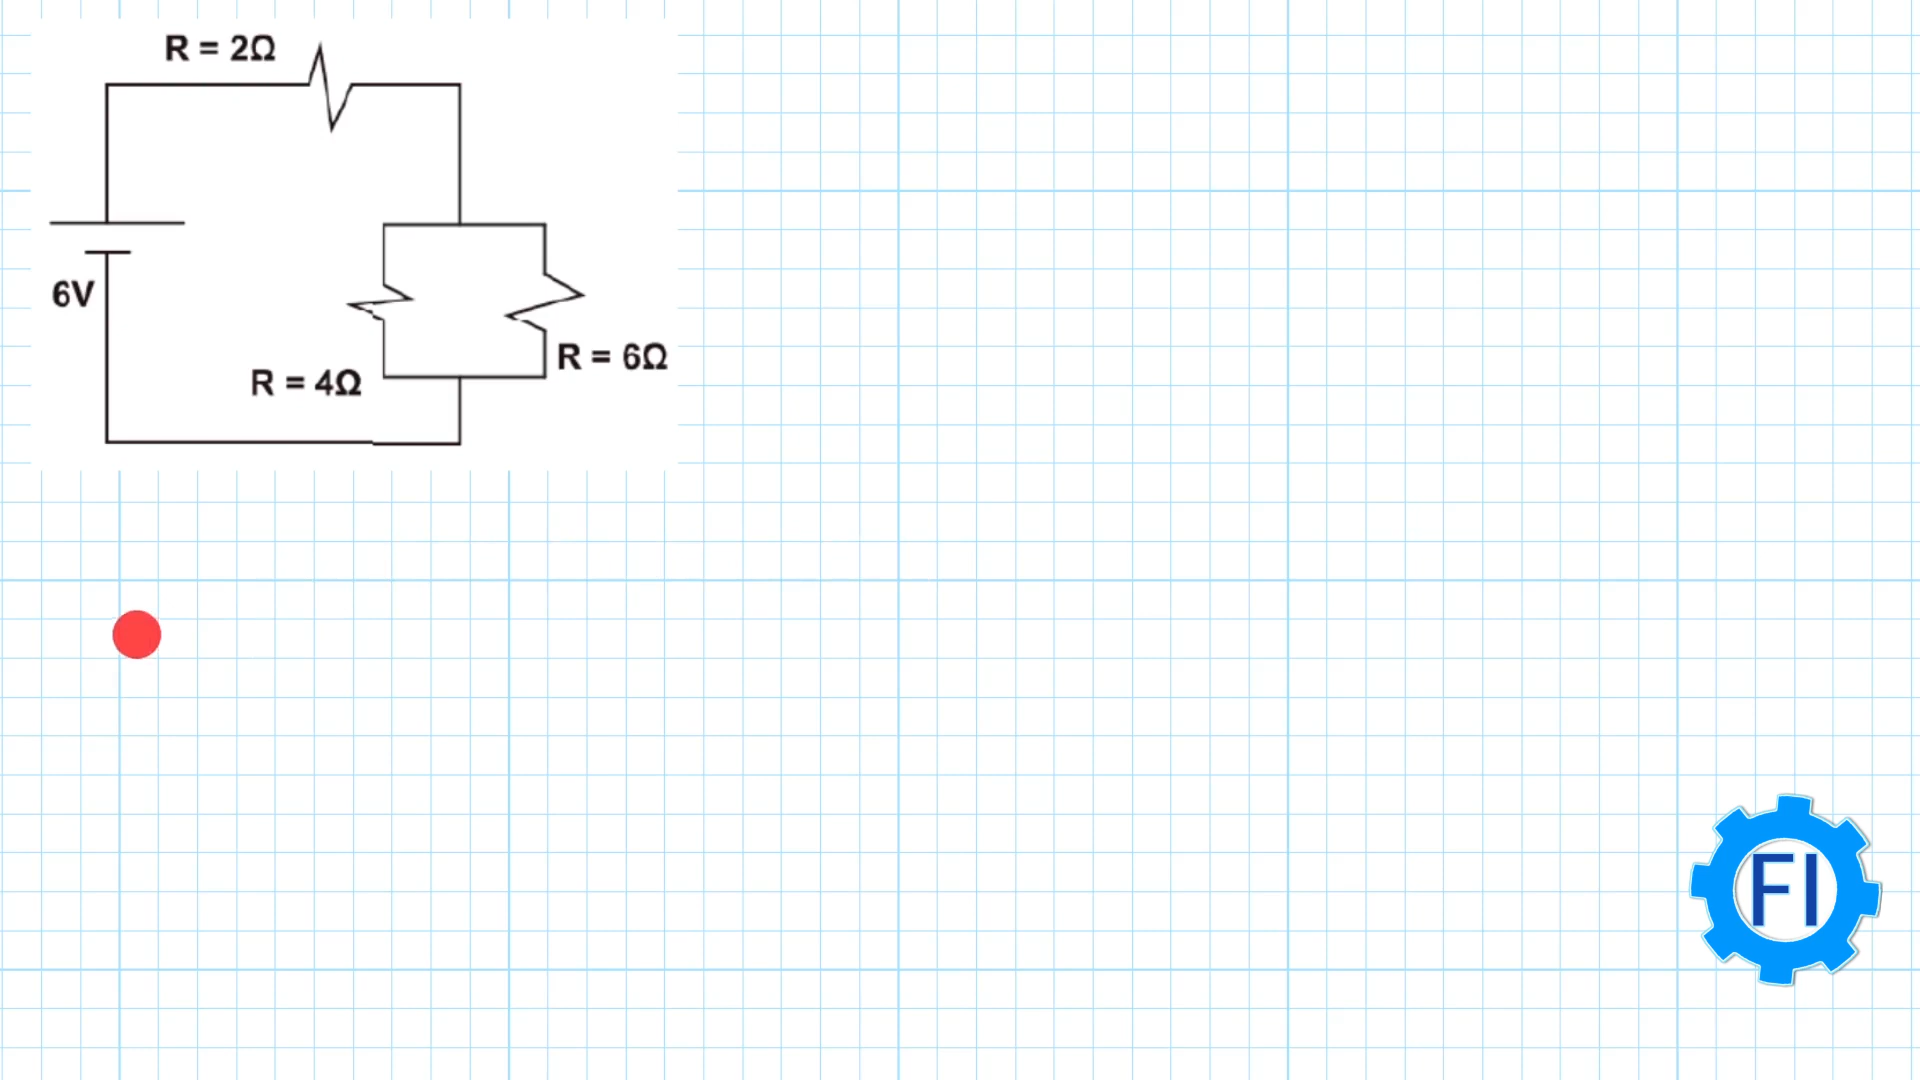 R = 2Ω
6V
R = 6Ω
R = 4Ω
FI